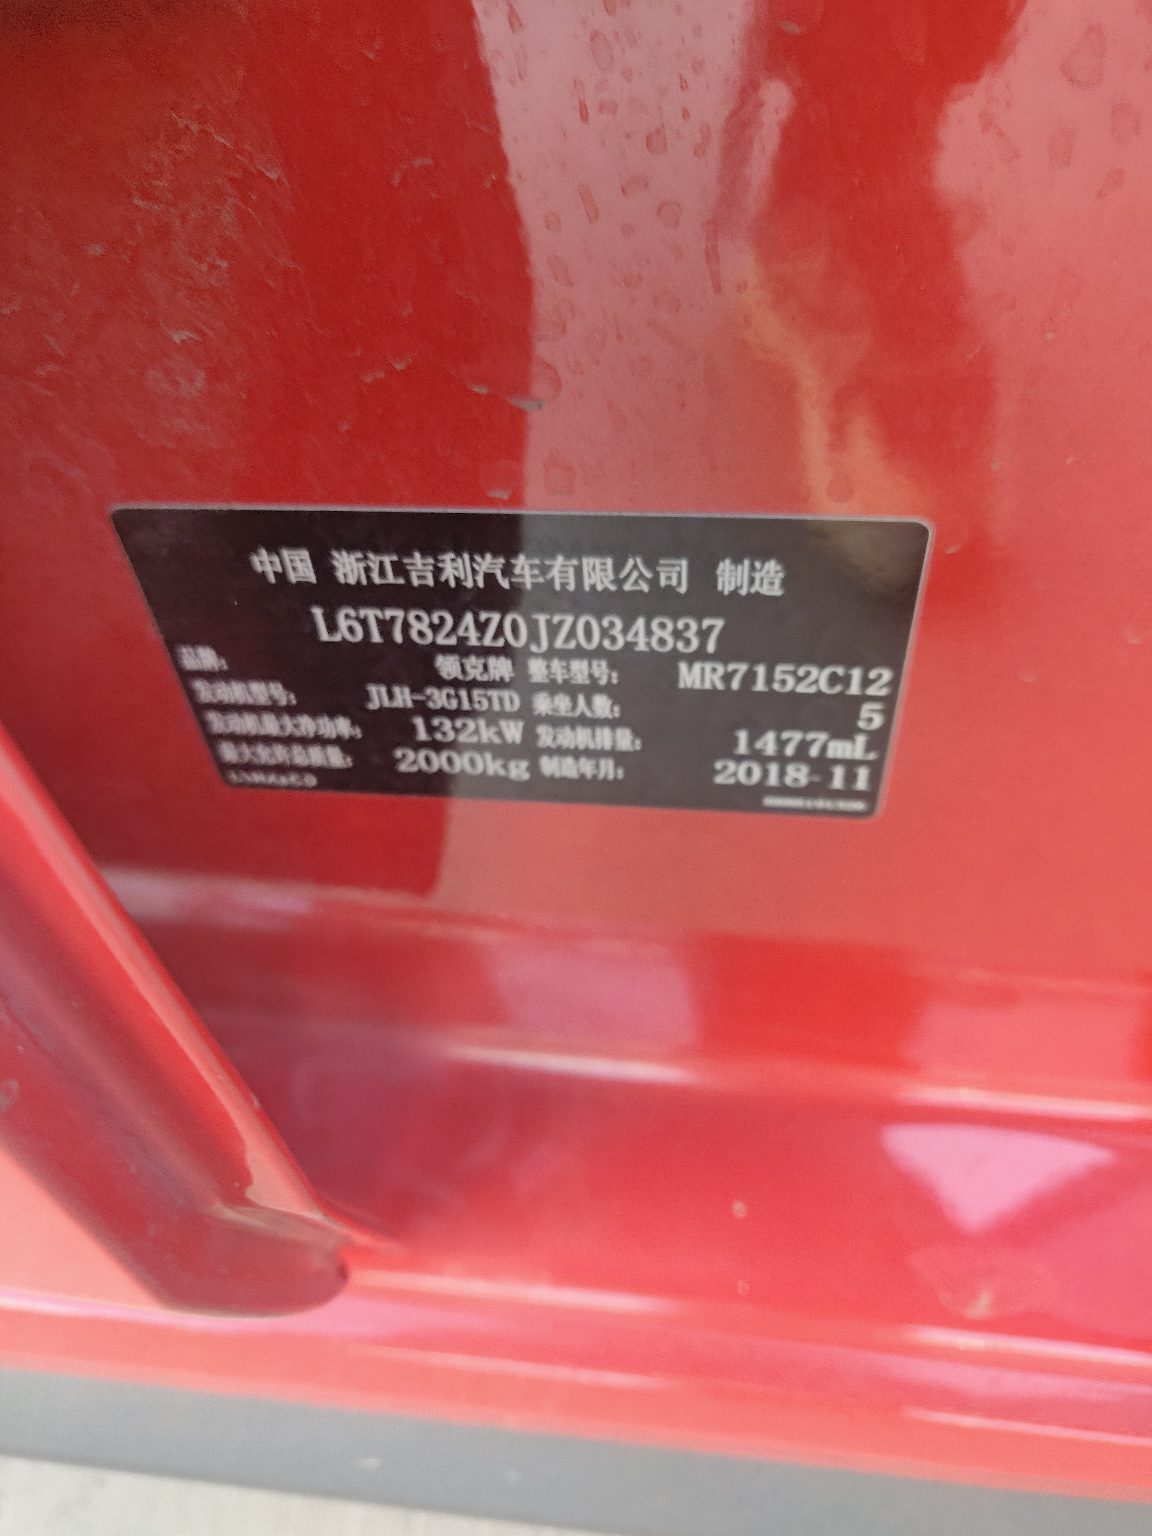 中国 浙江吉利汽车有限公司 制造
L6T7824Z0JZ034837
品牌: 领克牌 整车型号: MR7152C12
发动机型号: JLH-3G15TD 乘坐人数: 5
发动机最大净功率: 132kW 发动机排量: 1477mL
最大允许总质量: 2000kg 制造年月: 2018-11